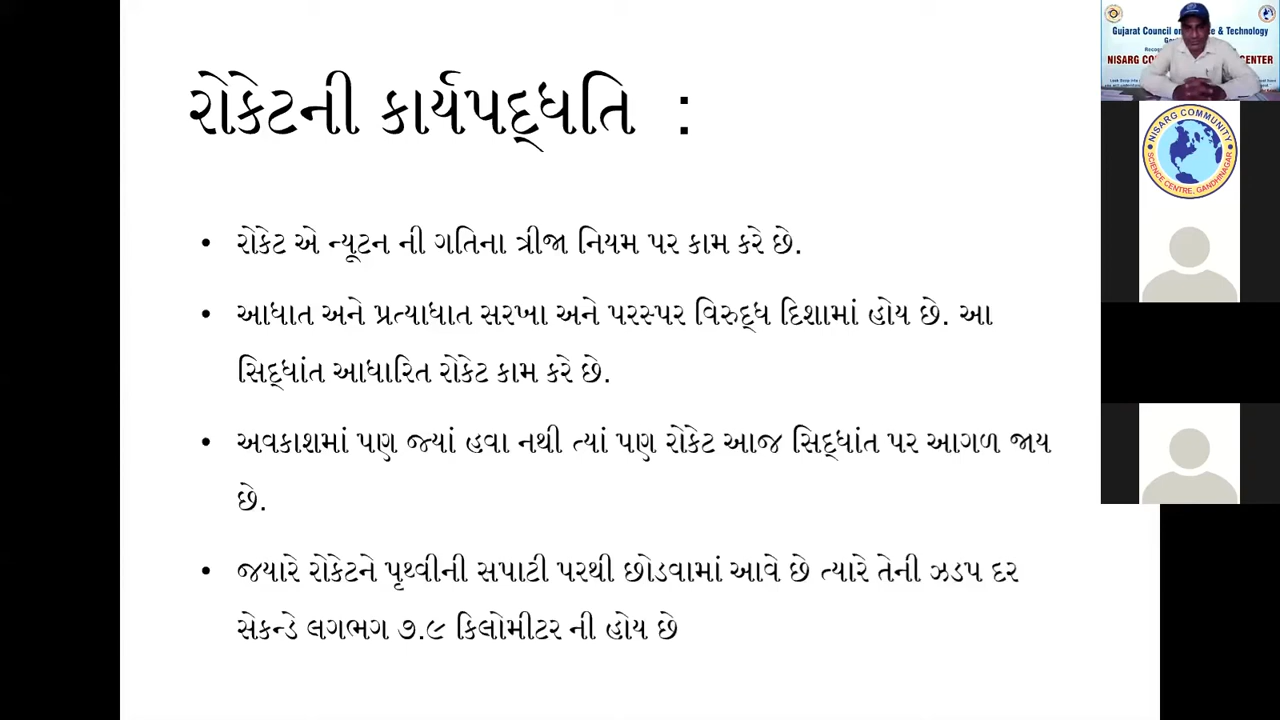 રોકેટની કાર્યપદ્ધતિ :
• રોકેટ એ ન્યૂટન ની ગતિના ત્રીજા નિયમ પર કામ કરે છે.
• આધાત અને પ્રત્યાધાત સરખા અને પરસ્પર વિરુદ્ધ દિશામાં હોય છે. આ
સિદ્ધાંત આધારિત રોકેટ કામ કરે છે.
• અવકાશમાં પણ જ્યાં હવા નથી ત્યાં પણ રોકેટ આજ સિદ્ધાંત પર આગળ જાય
છે.
• જયારે રોકેટને પૃથ્વીની સપાટી પરથી છોડવામાં આવે છે ત્યારે તેની ઝડપ દર
સેકન્ડે લગભગ ૭.૯ કિલોમીટર ની હોય છે
Gujarat Council on & Technology
NISARG CENTER
NISARG COMMUNITY
SCIENCE CENTRE, GANDHINAGAR